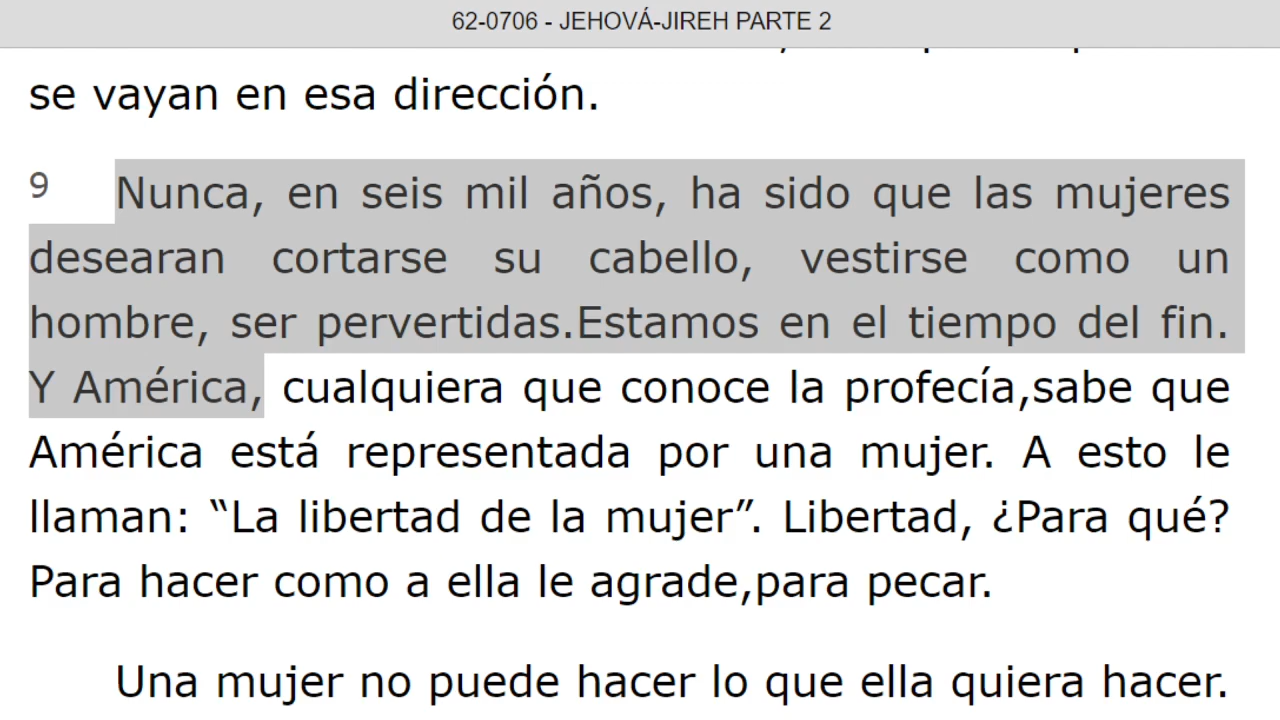 62-0706 - JEHOVÁ-JIREH PARTE 2
se vayan en esa dirección.
9 Nunca, en seis mil años, ha sido que las mujeres
desearan cortarse su cabello, vestirse como un
hombre, ser pervertidas.Estamos en el tiempo del fin.
Y América, cualquiera que conoce la profecía,sabe que
América está representada por una mujer. A esto le
llaman: “La libertad de la mujer”. Libertad, ¿Para qué?
Para hacer como a ella le agrade,para pecar.
Una mujer no puede hacer lo que ella quiera hacer.